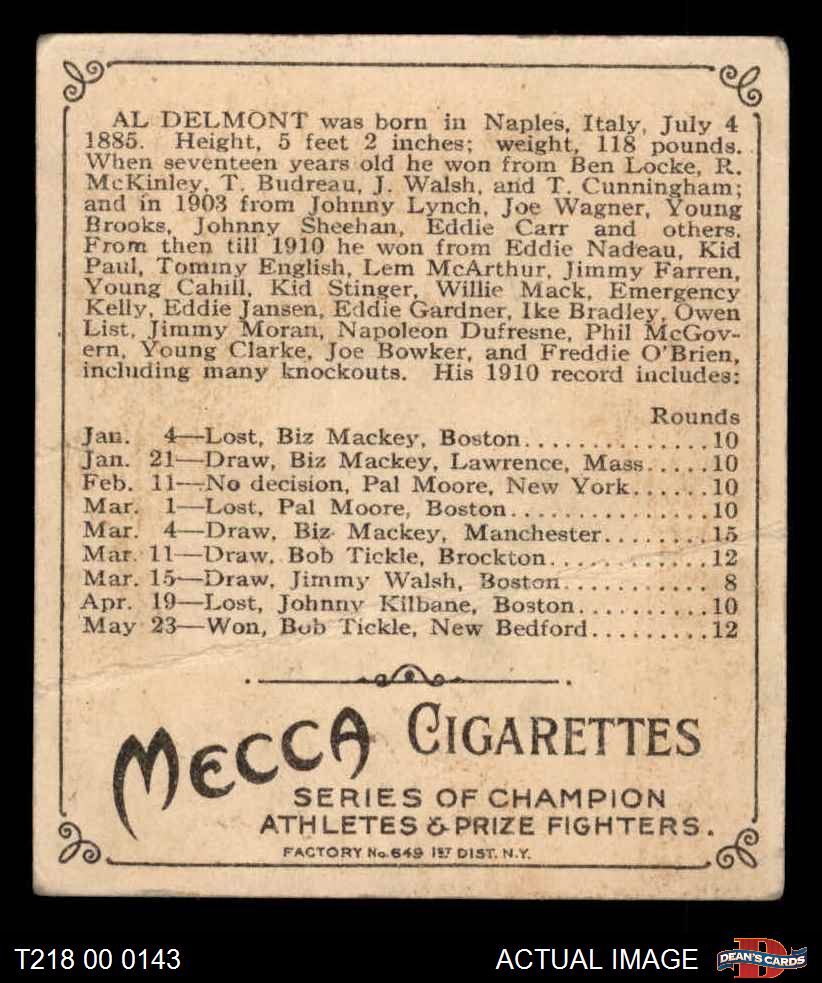 AL DELMONT was born in Naples, Italy, July 4
1885. Height, 5 feet 2 inches; weight, 118 pounds.
When seventeen years old he won from Ben Locke, R.
McKinley, T. Budreau, J. Walsh, and T. Cunningham;
and in 1903 from Johnny Lynch, Joe Wagner, Young
Brooks, Johnny Sheehan, Eddie Carr and others.
From then till 1910 he won from Eddie Nadeau, Kid
Paul, Tommy English, Lem McArthur, Jimmy Farren,
Young Cahill, Kid Stinger, Willie Mack, Emergency
Kelly, Eddie Jansen, Eddie Gardner, Ike Bradley, Owen
List, Jimmy Moran, Napoleon Dufresne, Phil McGov-
ern, Young Clarke, Joe Bowker, and Freddie O'Brien,
including many knockouts. His 1910 record includes:
Rounds
Jan. 4—Lost, Biz Mackey, Boston..............10
Jan. 21—Draw, Biz Mackey, Lawrence, Mass.....10
Feb. 11—No decision, Pal Moore, New York......10
Mar. 1—Lost, Pal Moore, Boston...............10
Mar. 4—Draw, Biz Mackey, Manchester........15
Mar. 11—Draw, Bob Tickle, Brockton............12
Mar. 15—Draw, Jimmy Walsh, Boston........... 8
Apr. 19—Lost, Johnny Kilbane, Boston..........10
May 23—Won, Bob Tickle, New Bedford.........12
MECCA CIGARETTES
SERIES OF CHAMPION
ATHLETES & PRIZE FIGHTERS.
FACTORY No. 649 1ST DIST. N.Y.
T218 00 0143 ACTUAL IMAGE DEAN'S CARDS